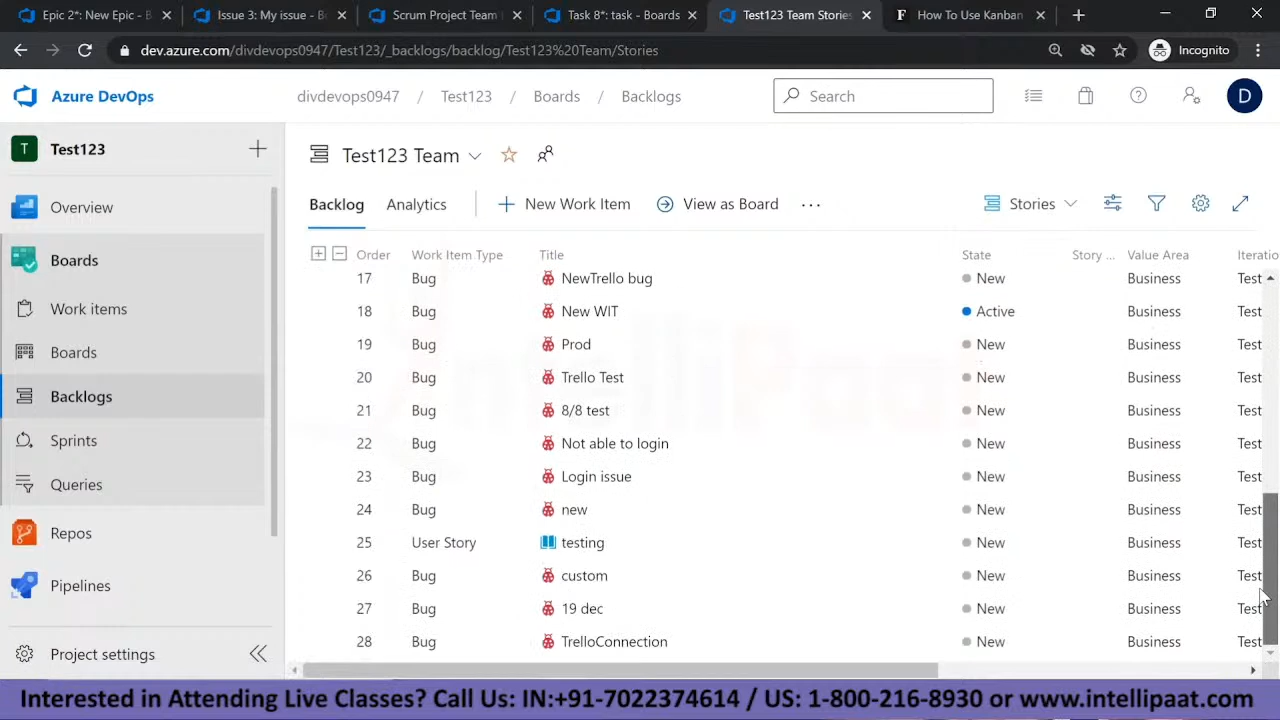 Epic 2*: New Epic - B
Issue 3: My issue - Bo
Scrum Project Team
Task 8*: task - Boards
Test123 Team Stories
F How To Use Kanban
dev.azure.com/divdevops0947/Test123/_backlogs/backlog/Test123%20Team/Stories
Incognito
Azure DevOps
divdevops0947 / Test123 / Boards / Backlogs
Search
D
T Test123
Overview
Boards
Work items
Boards
Backlogs
Sprints
Queries
Repos
Pipelines
Project settings
Test123 Team
Backlog Analytics New Work Item View as Board ... Stories
Order Work Item Type Title State Story ... Value Area Iteratio
17 Bug NewTrello bug New Business Test
18 Bug New WIT Active Business Test
19 Bug Prod New Business Test
20 Bug Trello Test New Business Test
21 Bug 8/8 test New Business Test
22 Bug Not able to login New Business Test
23 Bug Login issue New Business Test
24 Bug new New Business Test
25 User Story testing New Business Test
26 Bug custom New Business Test
27 Bug 19 dec New Business Test
28 Bug TrelloConnection New Business Test
IntelliPaat
Interested in Attending Live Classes? Call Us: IN:+91-7022374614 / US: 1-800-216-8930 or www.intellipaat.com